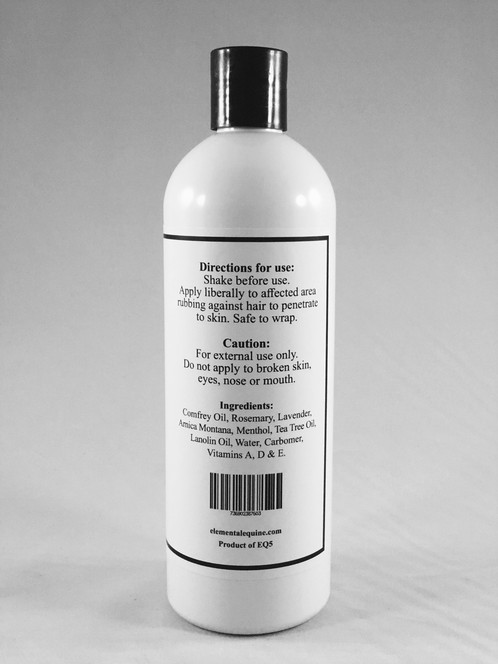 Directions for use:
Shake before use.
Apply liberally to affected area
rubbing against hair to penetrate
to skin. Safe to wrap.
Caution:
For external use only.
Do not apply to broken skin,
eyes, nose or mouth.
Ingredients:
Comfrey Oil, Rosemary, Lavender,
Arnica Montana, Menthol, Tea Tree Oil,
Lanolin Oil, Water, Carbomer,
Vitamins A, D & E.
elementalequine.com
Product of EQ5